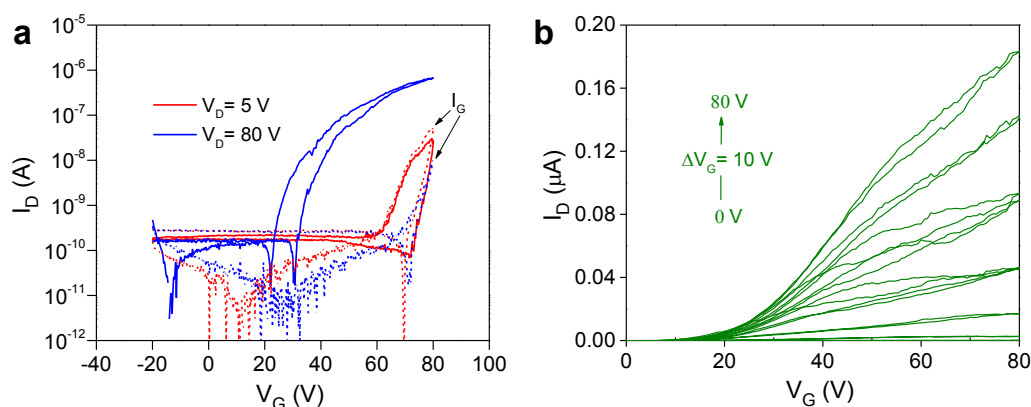 a
I_D (A)
10^-5
10^-6
10^-7
10^-8
10^-9
10^-10
10^-11
10^-12
V_D= 5 V
V_D= 80 V
I_G
-40 -20 0 20 40 60 80 100
V_G (V)
b
I_D (μA)
0.20
0.16
0.12
0.08
0.04
0.00
80 V
ΔV_G= 10 V
0 V
0 20 40 60 80
V_G (V)